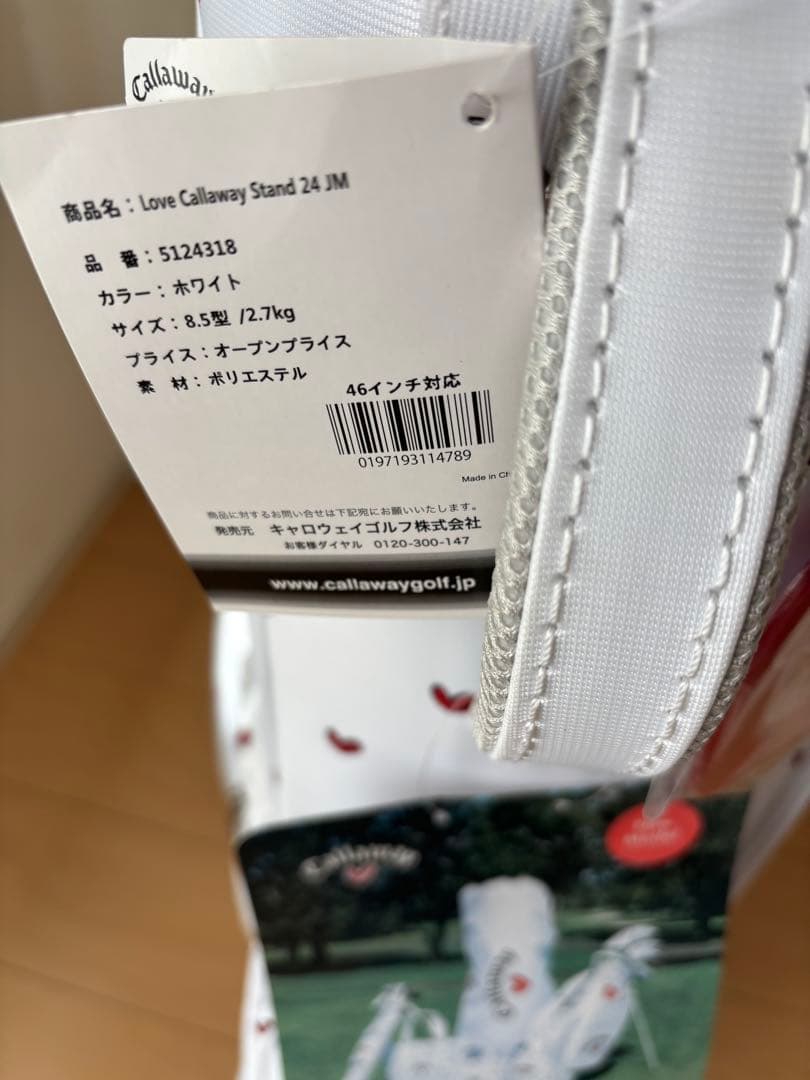 Callaway
商品名：Love Callaway Stand 24 JM
品　番：5124318
カラー：ホワイト
サイズ：8.5型 /2.7kg
プライス：オープンプライス
素　材：ポリエステル
46インチ対応
0197193114789
Made in
商品に対するお問い合せは下記宛にお願いいたします。
発売元　キャロウェイゴルフ株式会社
お客様ダイヤル　0120-300-147
www.callawaygolf.jp
Callaway